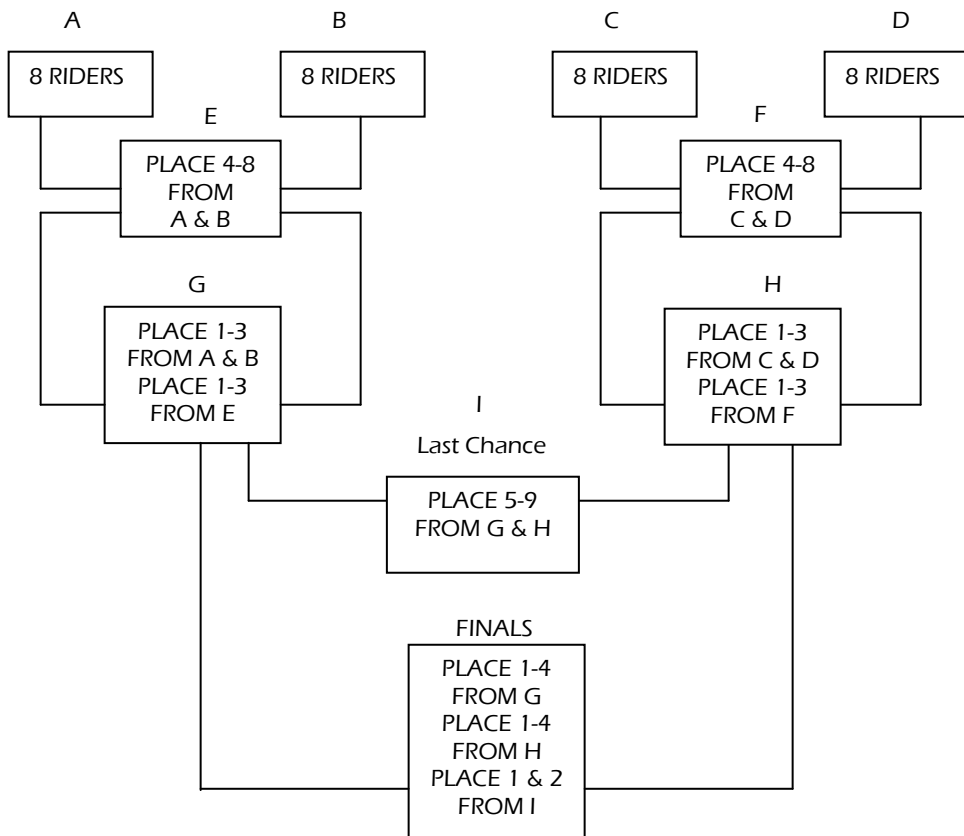 A
B
C
D
8 RIDERS
8 RIDERS
8 RIDERS
8 RIDERS
E
F
PLACE 4-8
FROM
A & B
PLACE 4-8
FROM
C & D
G
H
PLACE 1-3
FROM A & B
PLACE 1-3
FROM E
PLACE 1-3
FROM C & D
PLACE 1-3
FROM F
I
Last Chance
PLACE 5-9
FROM G & H
FINALS
PLACE 1-4
FROM G
PLACE 1-4
FROM H
PLACE 1 & 2
FROM I